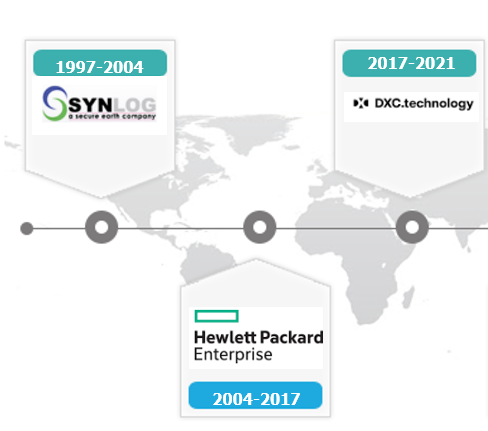 1997-2004
SYNLOG
a secure earth company
2017-2021
DXC.technology
Hewlett Packard
Enterprise
2004-2017